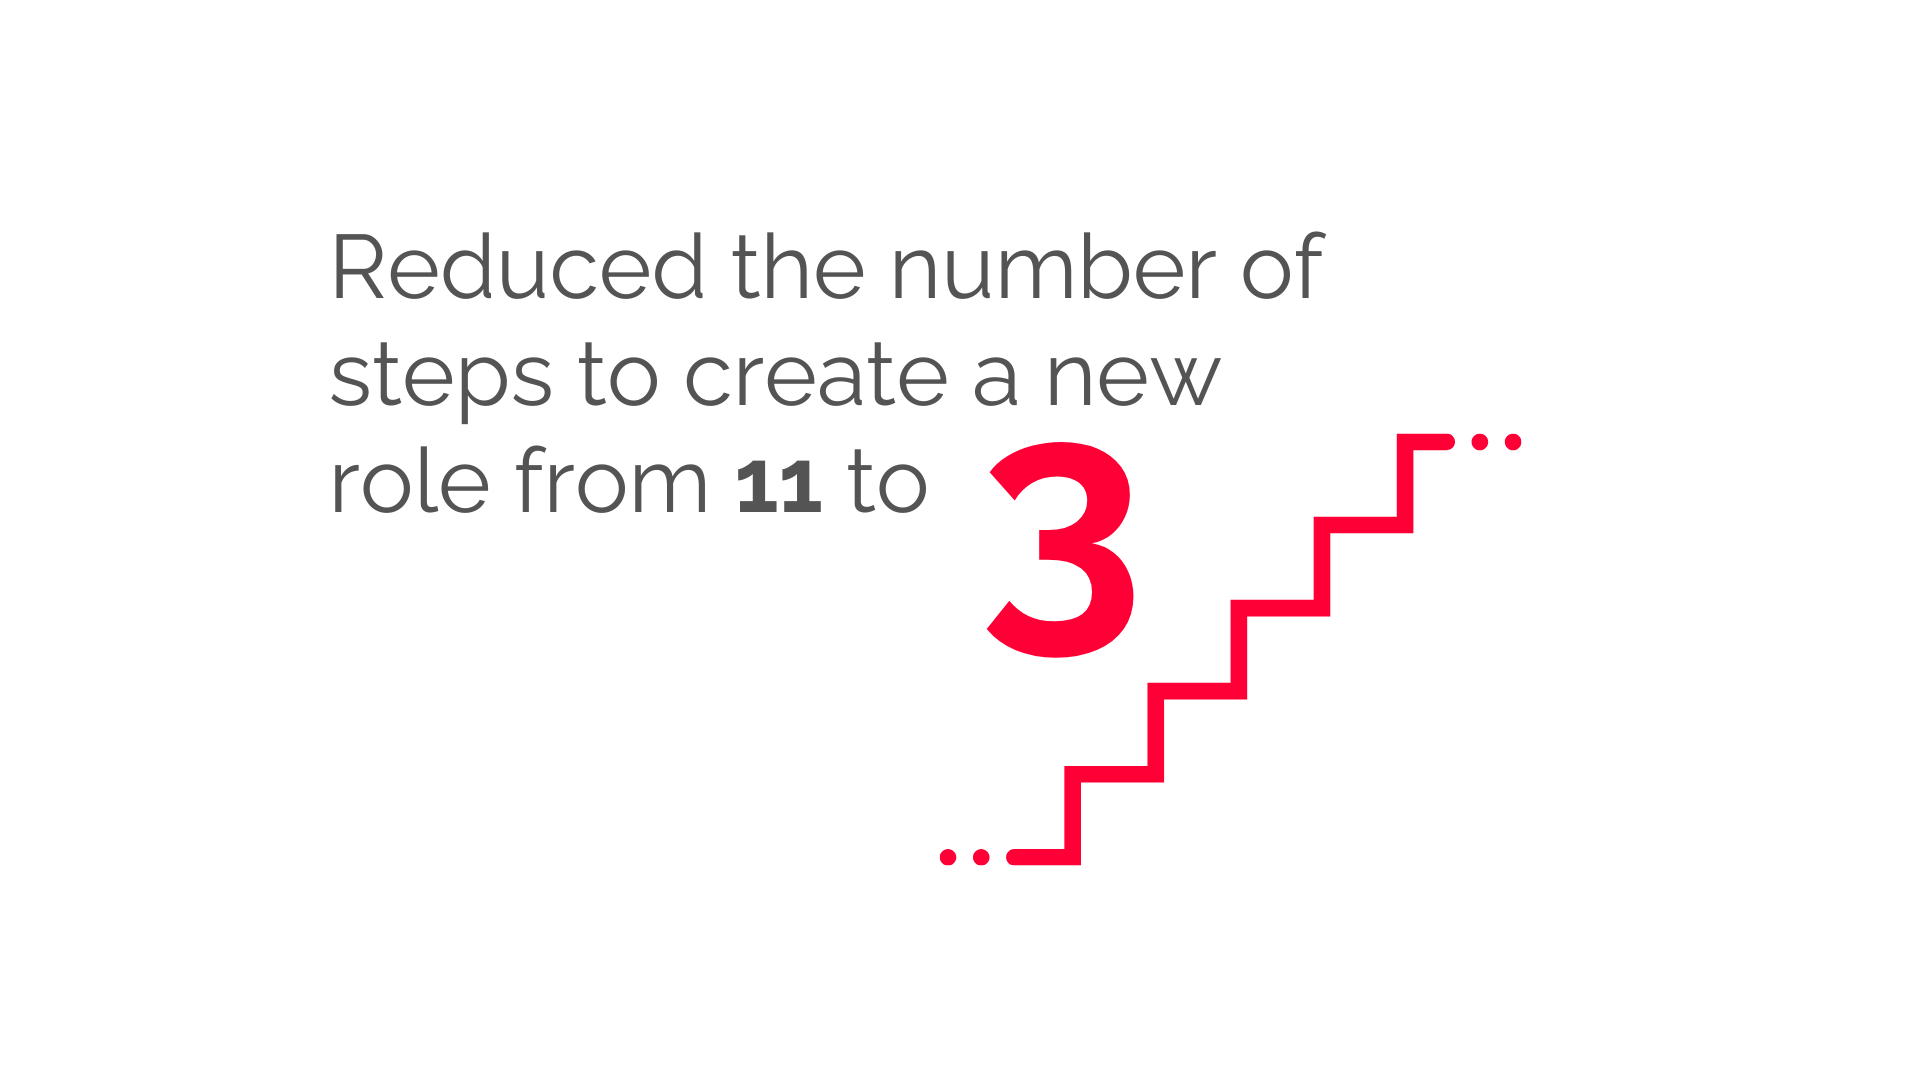 Reduced the number of
steps to create a new
role from 11 to 3